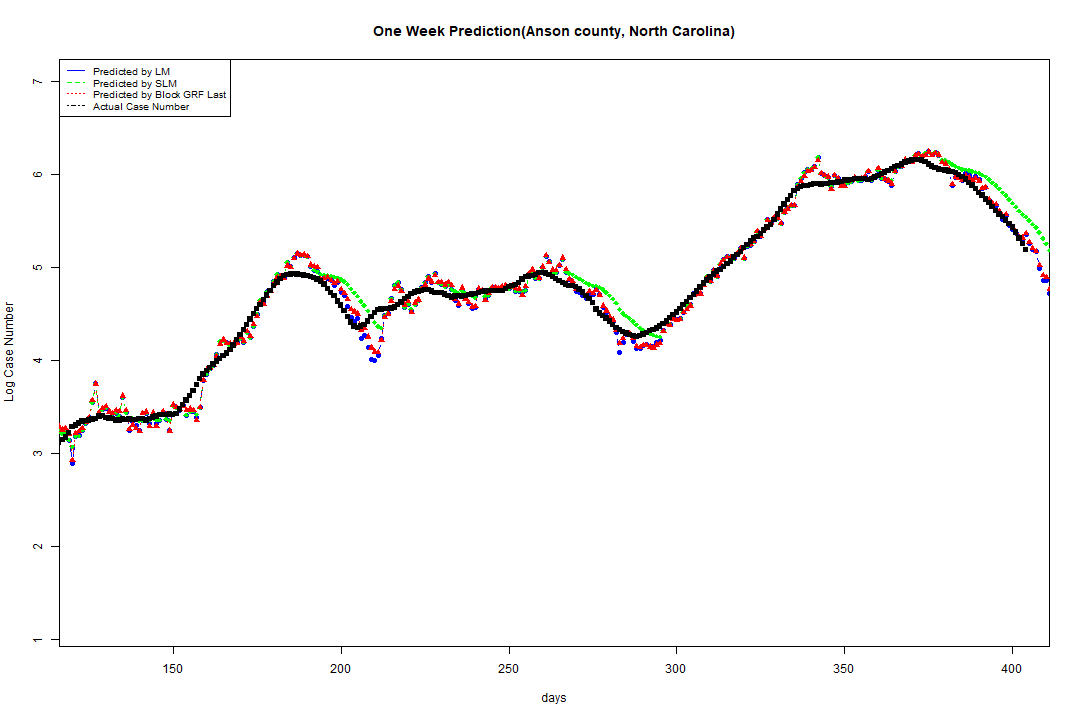 One Week Prediction(Anson county, North Carolina)
Predicted by LM
Predicted by SLM
Predicted by Block GRF Last
Actual Case Number
7
6
5
4
3
2
1
Log Case Number
150 200 250 300 350 400
days